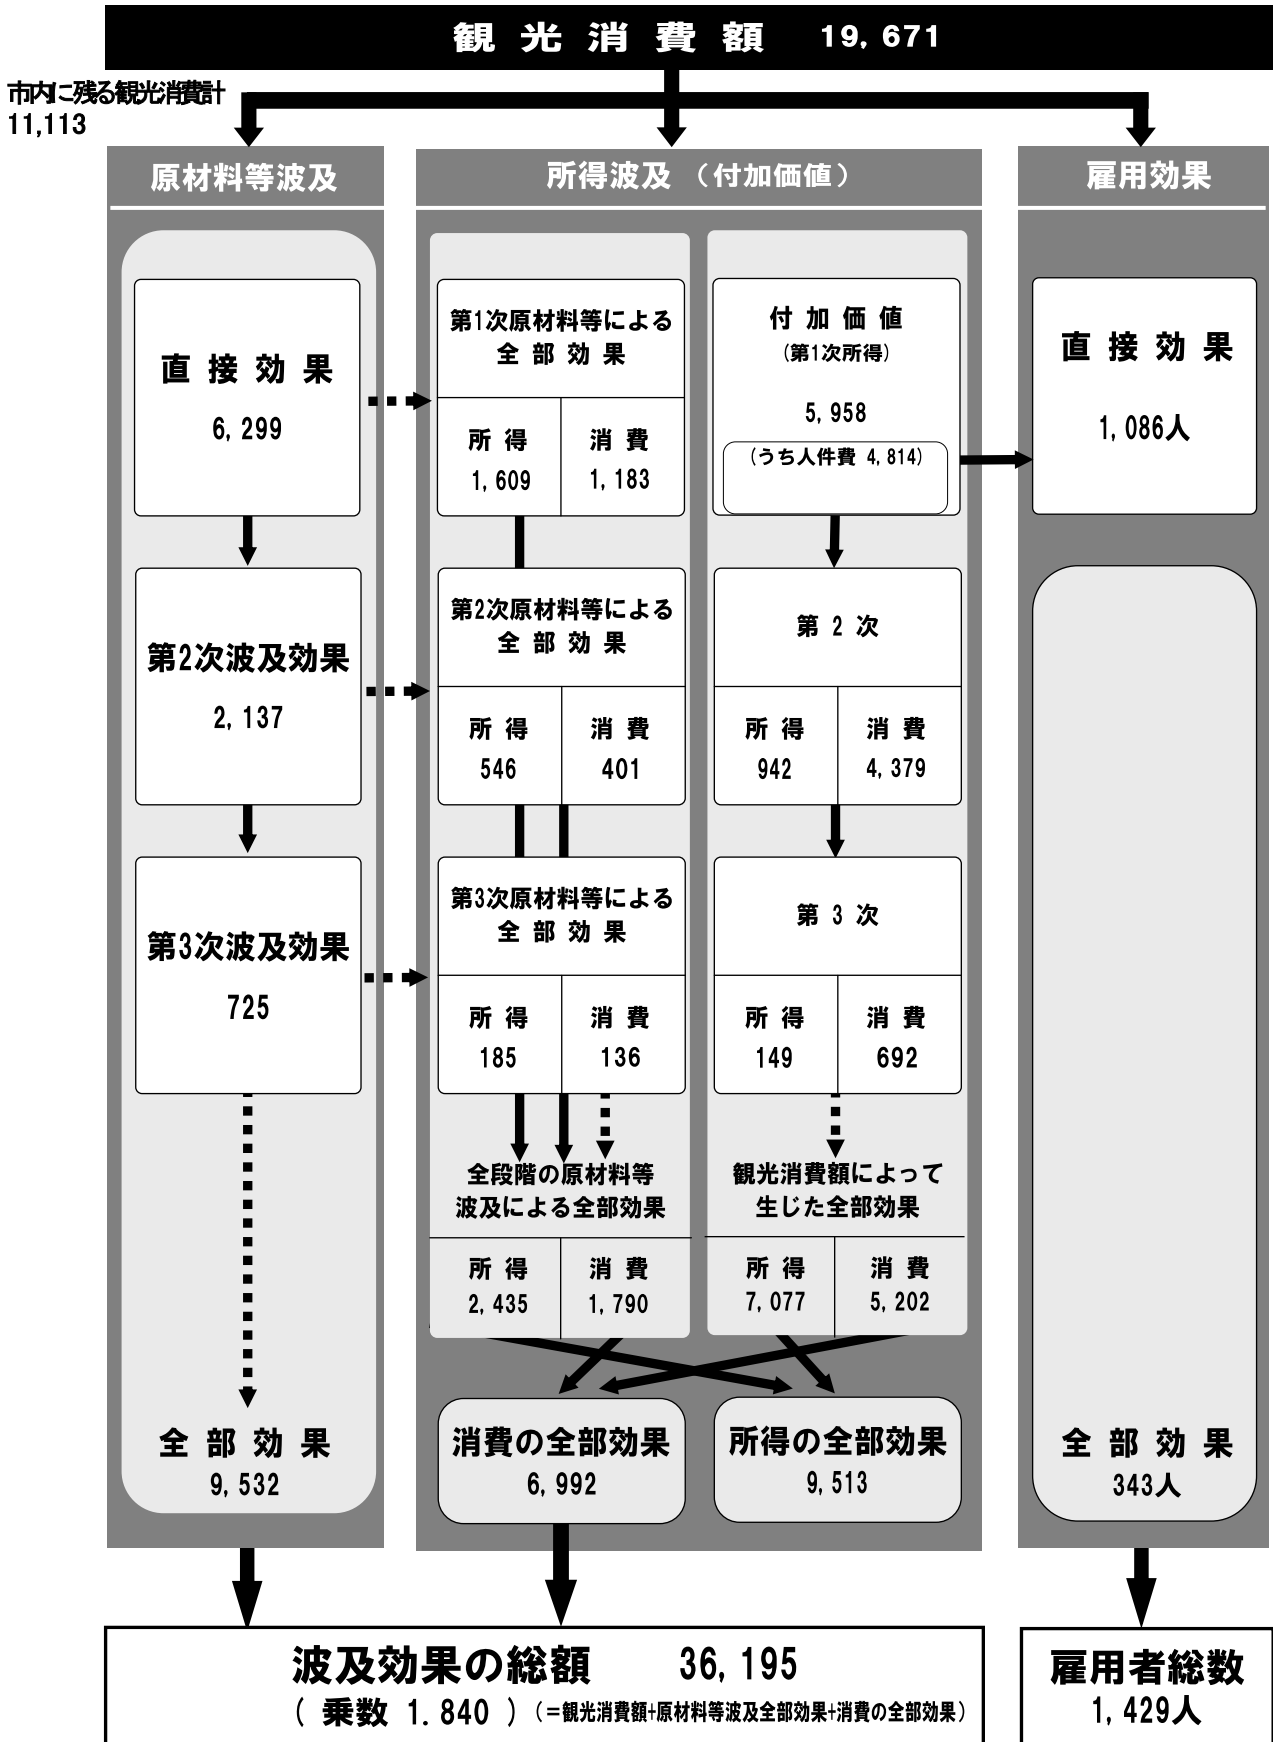 観光消費額 19,671
市内に残る観光消費計
11,113
原材料等波及
所得波及（付加価値）
雇用効果
直接効果
6,299
第1次原材料等による
全部効果
所得
1,609
消費
1,183
付加価値
(第1次所得)
5,958
(うち人件費 4,814)
直接効果
1,086人
第2次波及効果
2,137
第2次原材料等による
全部効果
所得
546
消費
401
第2次
所得
942
消費
4,379
第3次波及効果
725
第3次原材料等による
全部効果
所得
185
消費
136
第3次
所得
149
消費
692
全段階の原材料等
波及による全部効果
所得
2,435
消費
1,790
観光消費額によって
生じた全部効果
所得
7,077
消費
5,202
全部効果
9,532
消費の全部効果
6,992
所得の全部効果
9,513
全部効果
343人
波及効果の総額 36,195
(乗数 1.840) (=観光消費額+原材料等波及全部効果+消費の全部効果)
雇用者総数
1,429人